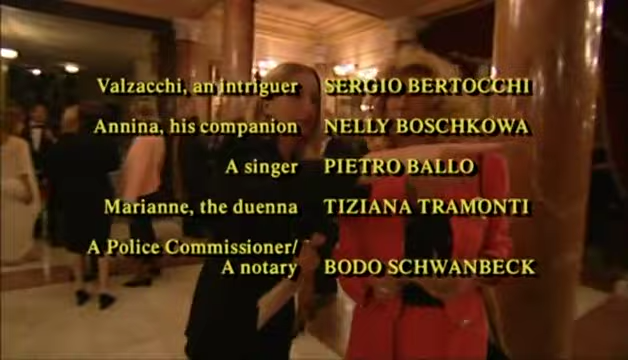 Valzacchi, an intriguer SERGIO BERTOCCHI
Annina, his companion NELLY BOSCHKOWA
A singer PIETRO BALLO
Marianne, the duenna TIZIANA TRAMONTI
A Police Commissioner/
A notary BODO SCHWANBECK